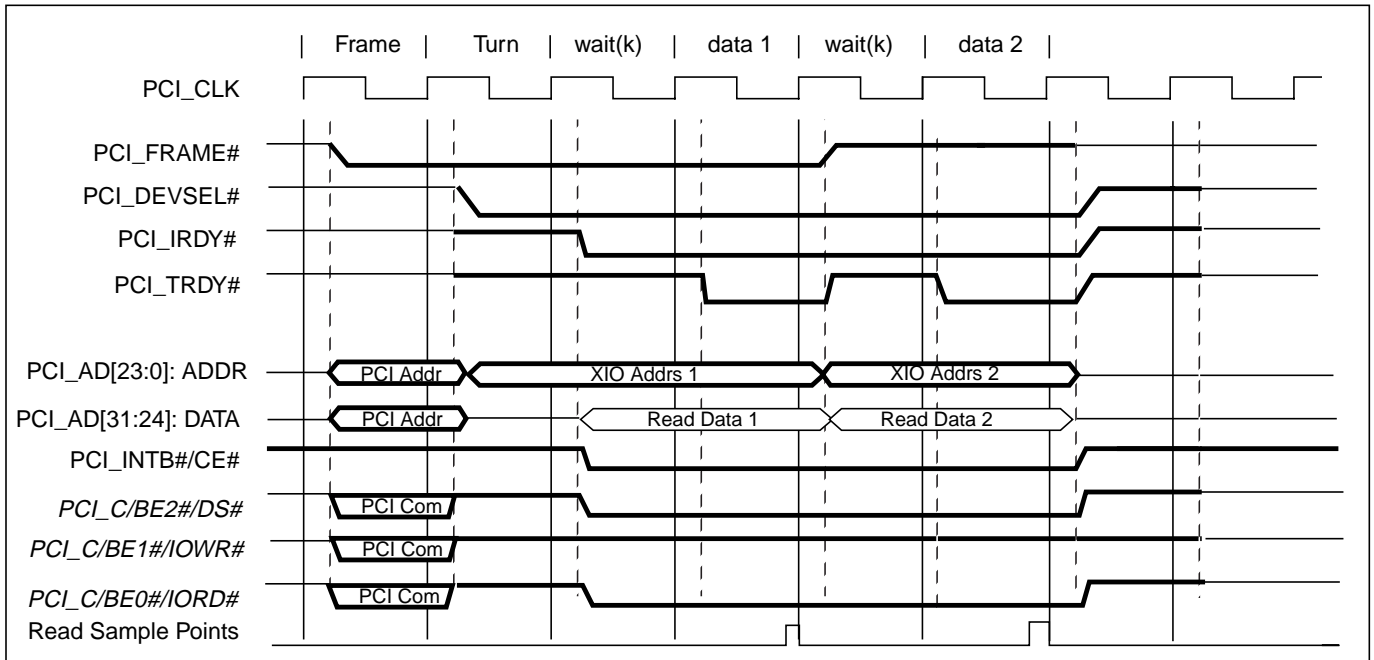 | Frame | Turn | wait(k) | data 1 | wait(k) | data 2 |
PCI_CLK
PCI_FRAME#
PCI_DEVSEL#
PCI_IRDY#
PCI_TRDY#
PCI_AD[23:0]: ADDR PCI Addr XIO Addrs 1 XIO Addrs 2
PCI_AD[31:24]: DATA PCI Addr Read Data 1 Read Data 2
PCI_INTB#/CE#
PCI_C/BE2#/DS# PCI Com
PCI_C/BE1#/IOWR# PCI Com
PCI_C/BE0#/IORD# PCI Com
Read Sample Points